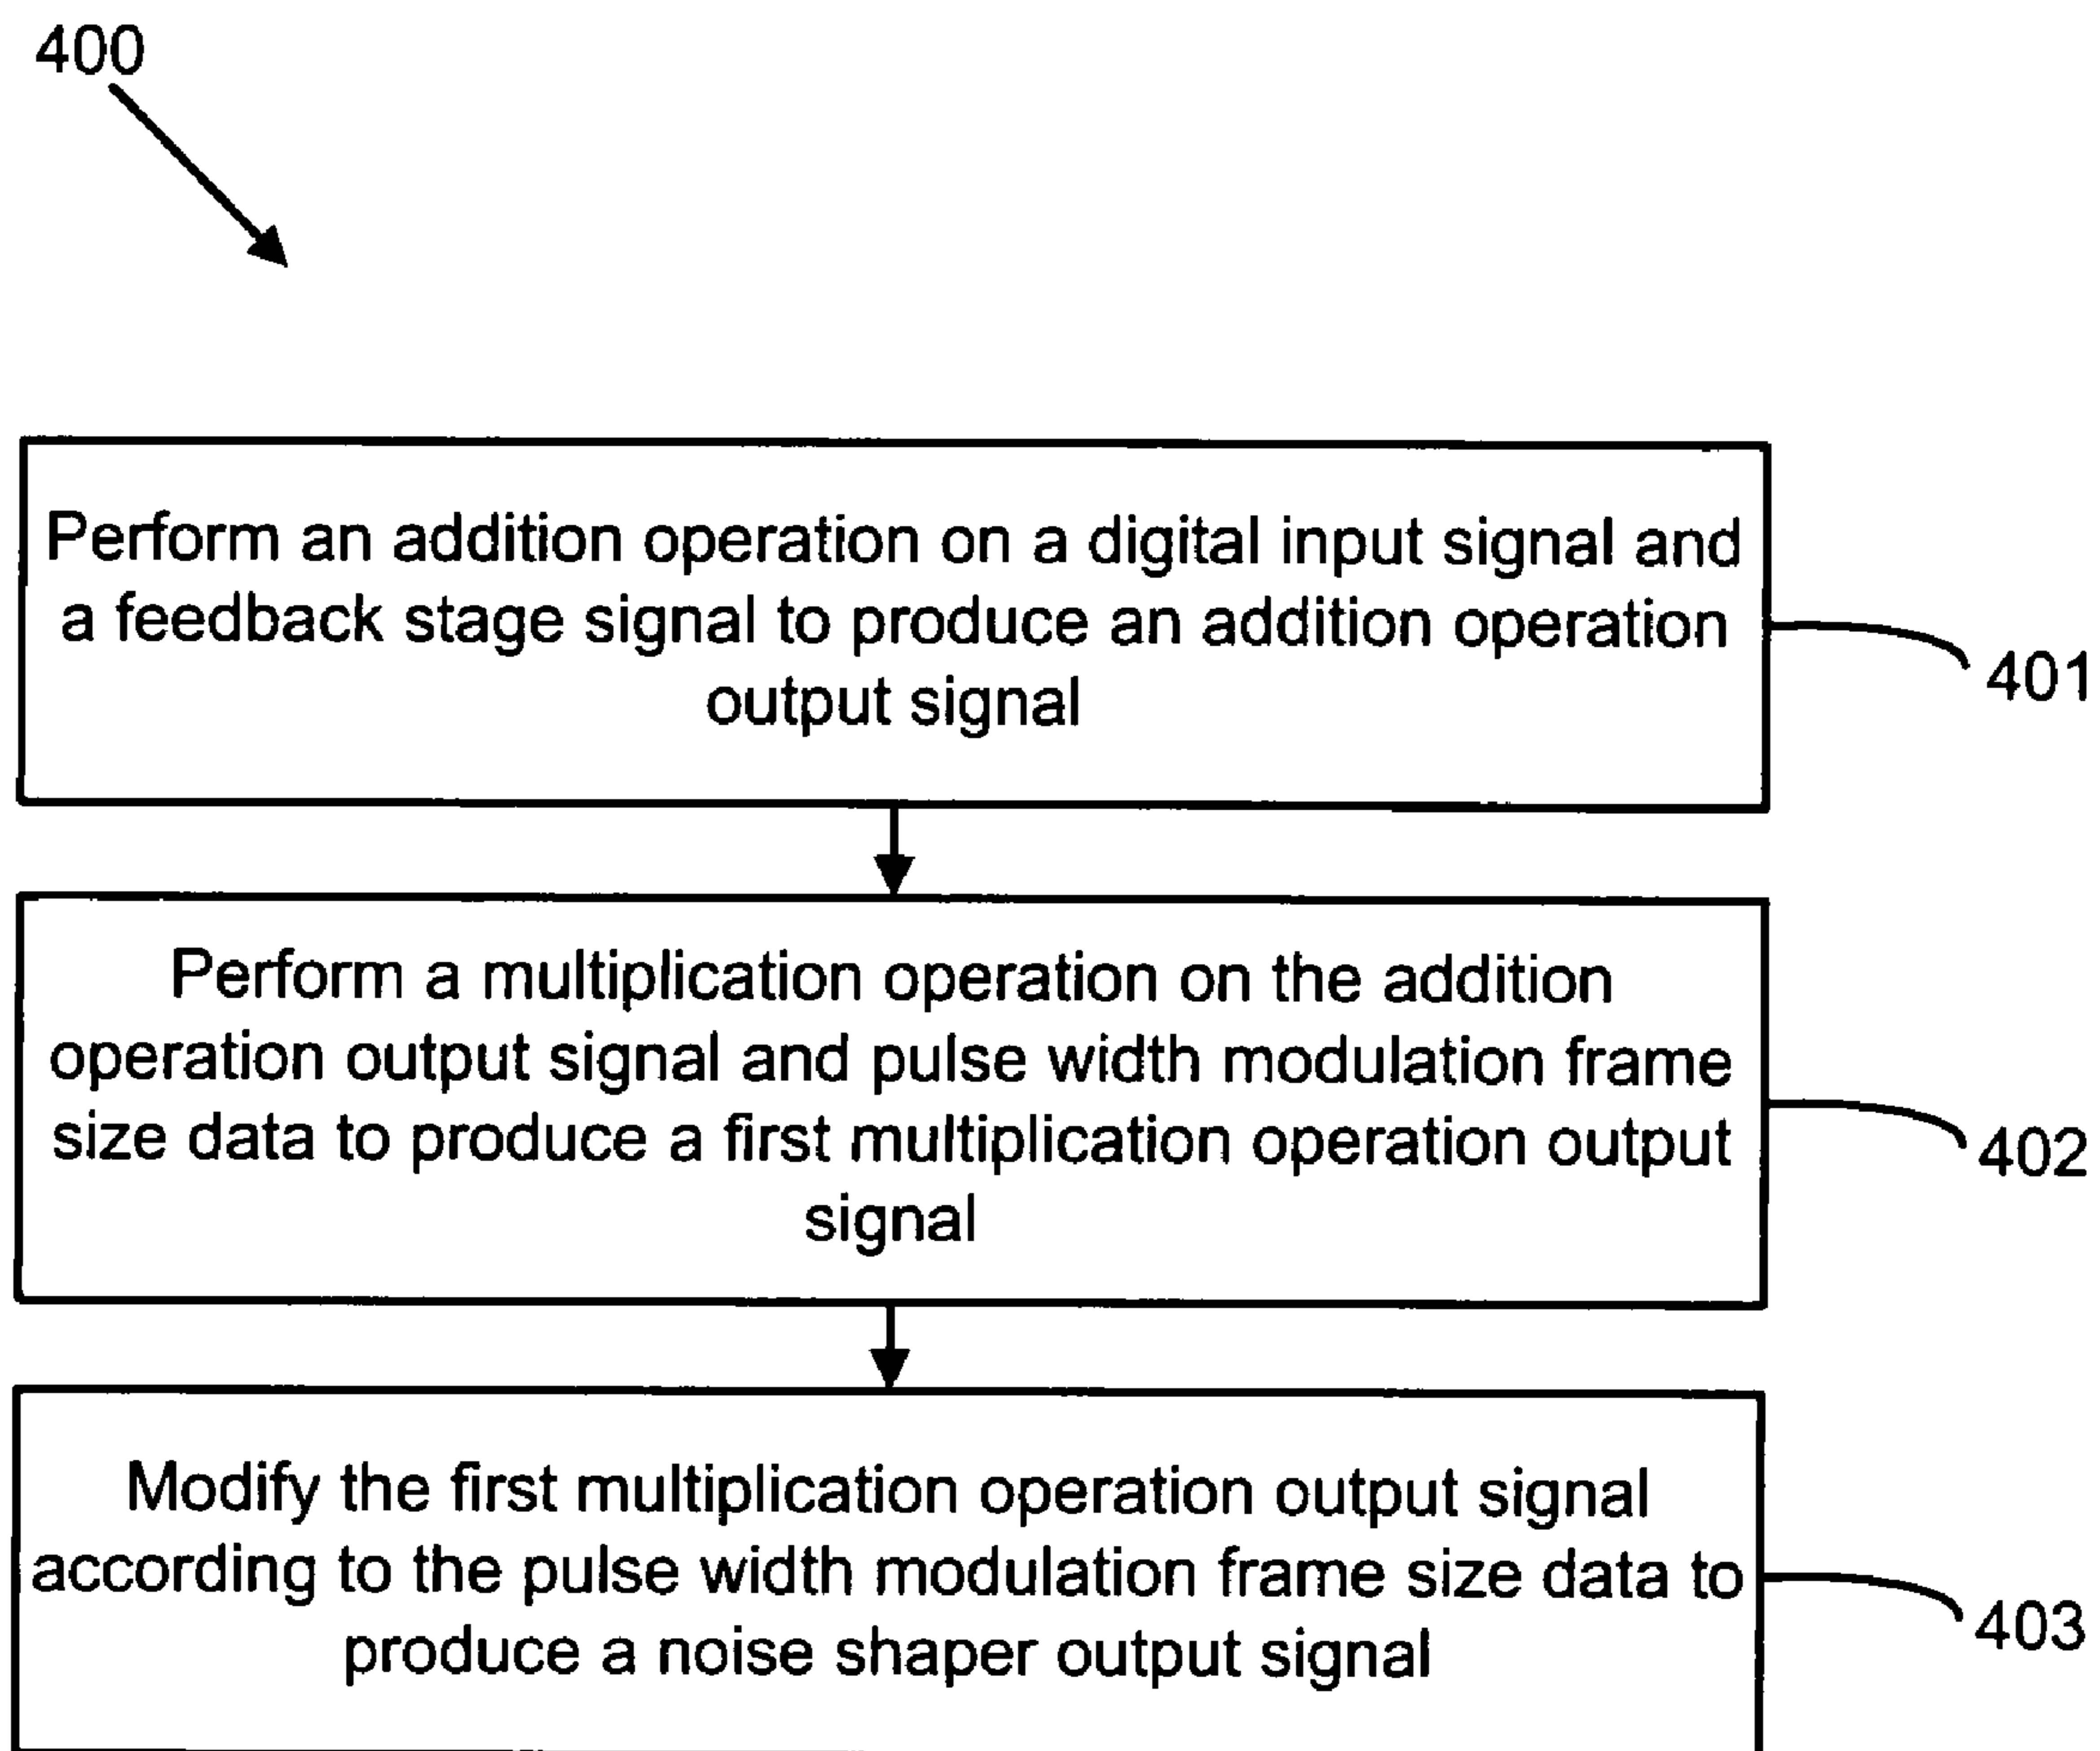 400
Perform an addition operation on a digital input signal and
a feedback stage signal to produce an addition operation
output signal
401
Perform a multiplication operation on the addition
operation output signal and pulse width modulation frame
size data to produce a first multiplication operation output
signal
402
Modify the first multiplication operation output signal
according to the pulse width modulation frame size data to
produce a noise shaper output signal
403